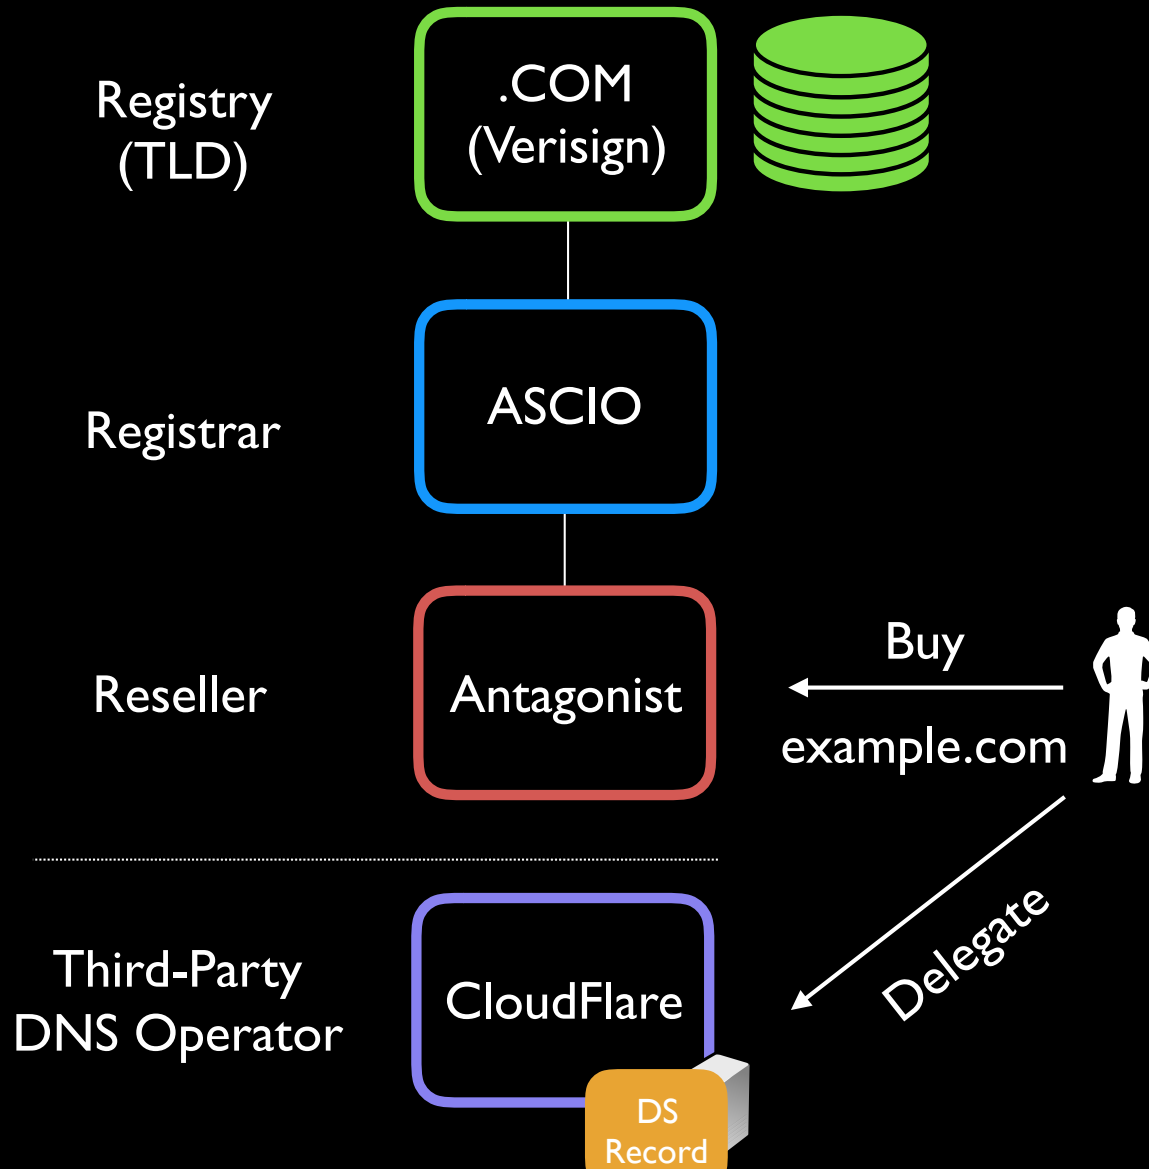 Registry
(TLD)
.COM
(Verisign)
Registrar
ASCIO
Reseller
Antagonist
Buy
example.com
Delegate
Third-Party
DNS Operator
CloudFlare
DS
Record